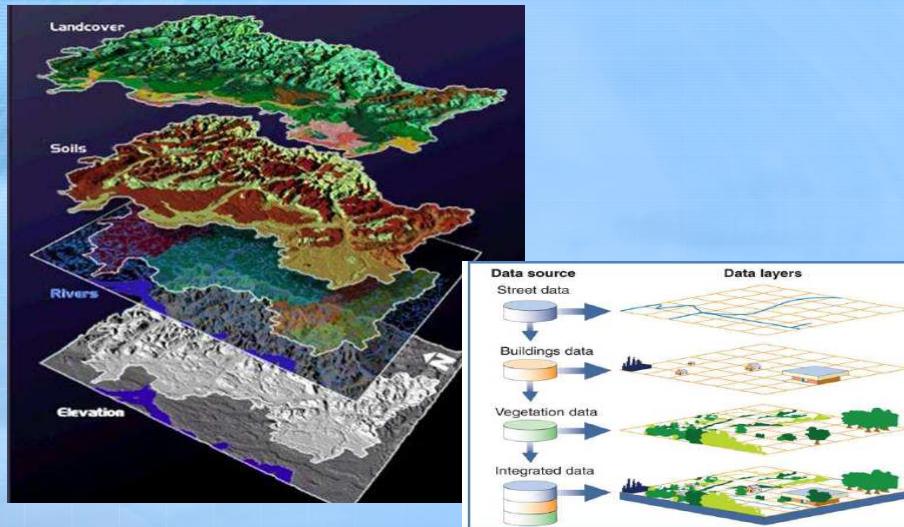 Landcover
Soils
Rivers
N
Elevation
Data source
Data layers
Street data
Buildings data
Vegetation data
Integrated data